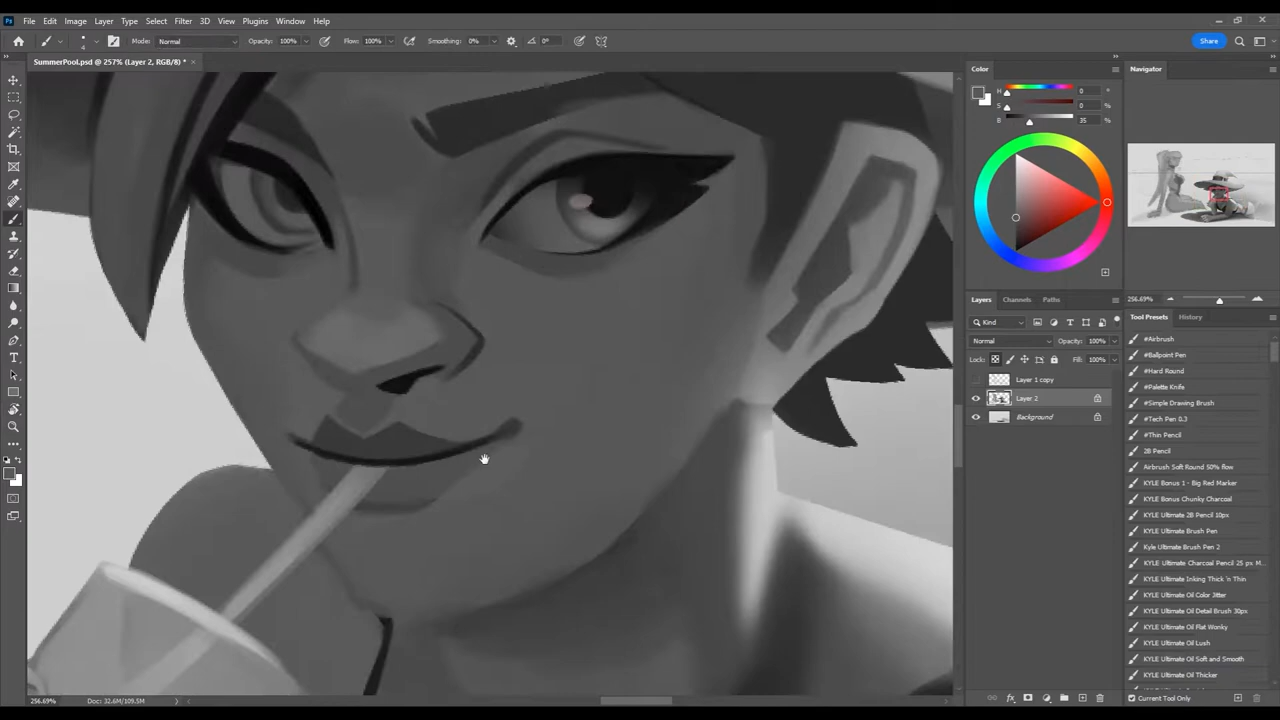 Ps File Edit Image Layer Type Select Filter 3D View Plugins Window Help
4 Mode: Normal Opacity: 100% Flow: 100% Smoothing: 0% 0° Share
SummerPool.psd @ 257% (Layer 2, RGB/8) * ×
Color
H 0 °
S 0 %
B 35 %
Navigator
256.69%
Layers Channels Paths
Kind
Normal Opacity: 100%
Lock: Fill: 100%
Layer 1 copy
Layer 2
Background
Tool Presets History
#Airbrush
#Ballpoint Pen
#Hard Round
#Palette Knife
#Simple Drawing Brush
#Tech Pen 0.3
#Thin Pencil
2B Pencil
Airbrush Soft Round 50% flow
KYLE Bonus 1 - Big Red Marker
KYLE Bonus Chunky Charcoal
KYLE Ultimate 2B Pencil 10px
KYLE Ultimate Brush Pen
Kyle Ultimate Brush Pen 2
KYLE Ultimate Charcoal Pencil 25 px M...
KYLE Ultimate Inking Thick 'n Thin
KYLE Ultimate Oil Color Jitter
KYLE Ultimate Oil Detail Brush 30px
KYLE Ultimate Oil Flat Wonky
KYLE Ultimate Oil Lush
KYLE Ultimate Oil Soft and Smooth
KYLE Ultimate Oil Thicker
Current Tool Only
256.69% Doc: 32.6M/109.5M
fx